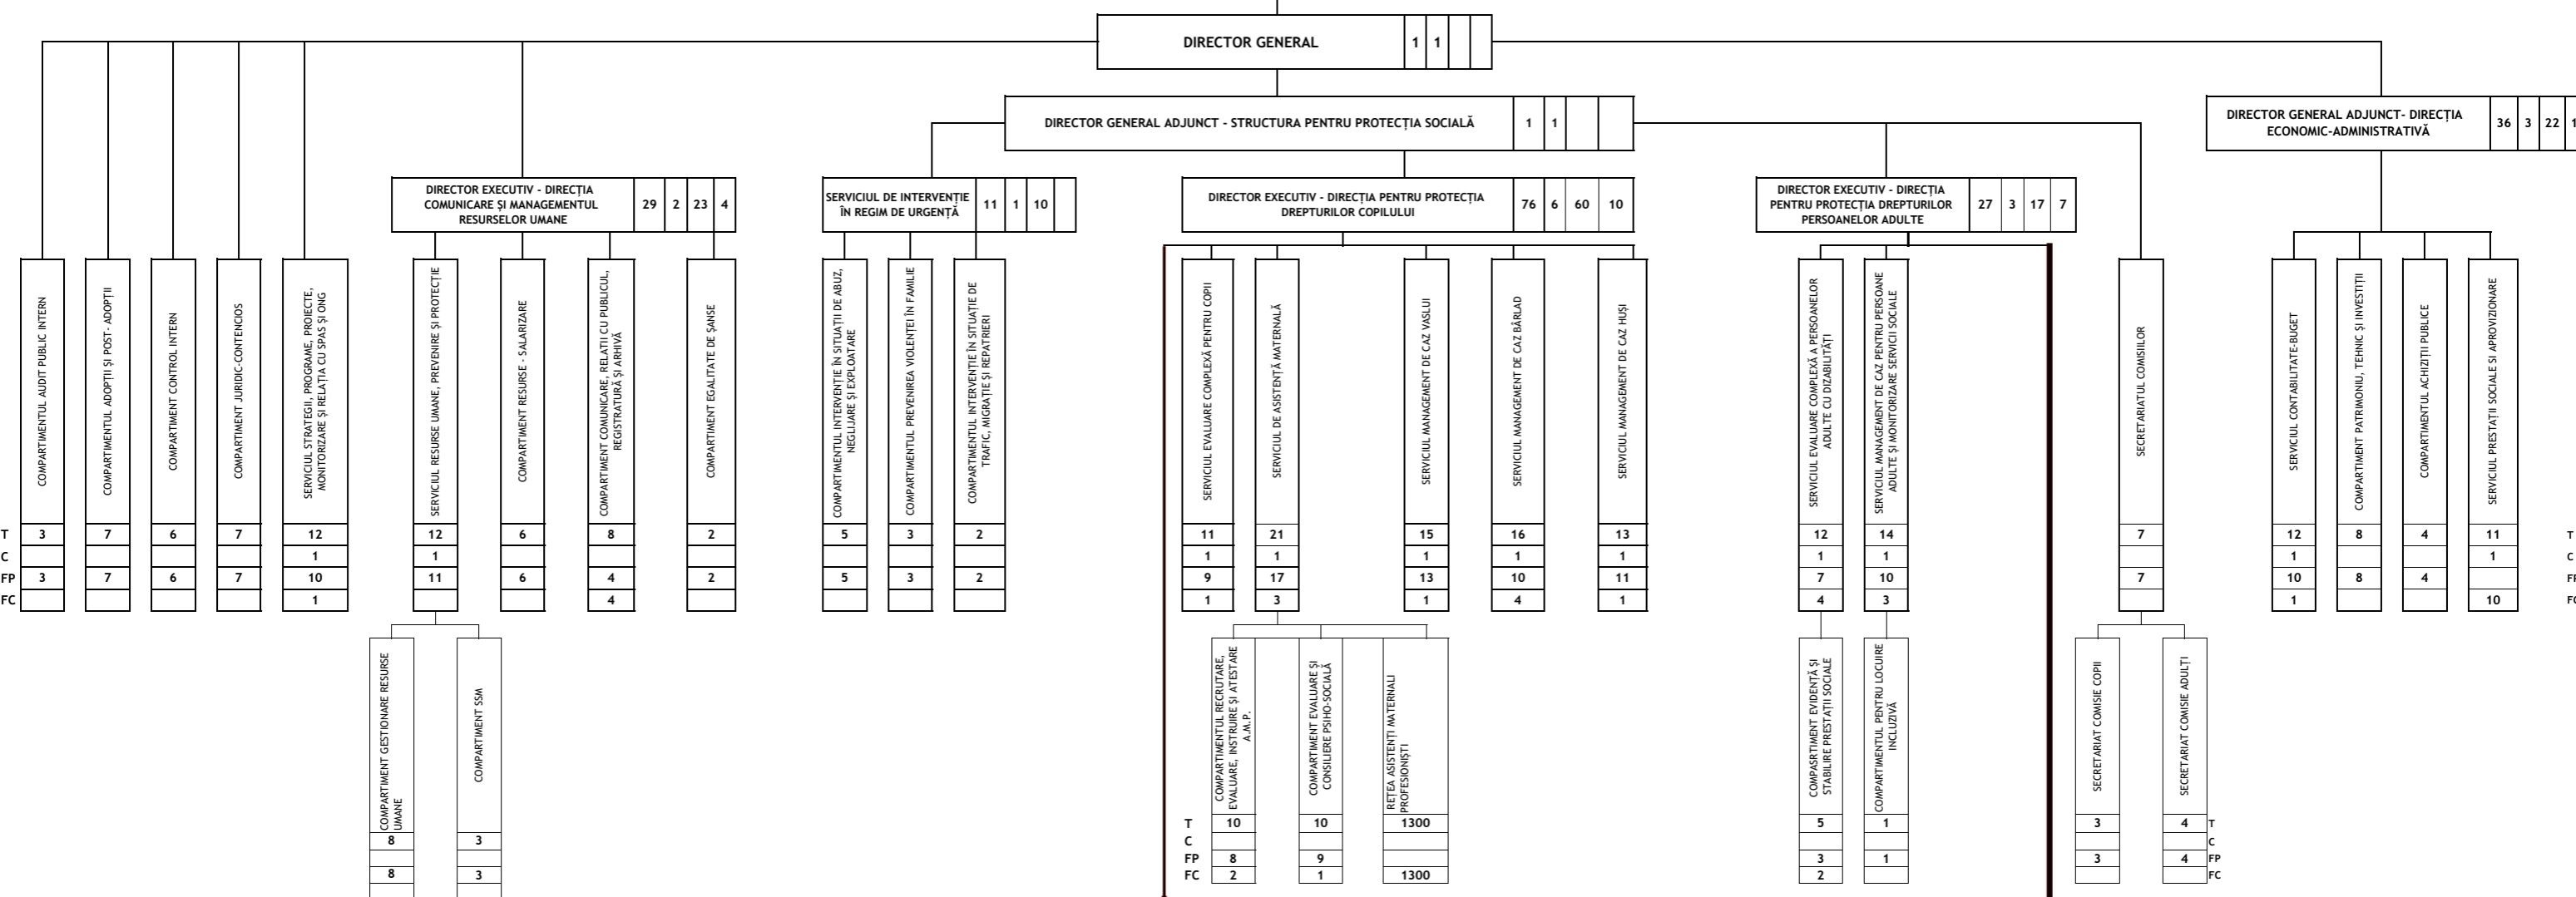 DIRECTOR GENERAL 1 1
DIRECTOR GENERAL ADJUNCT - STRUCTURA PENTRU PROTECȚIA SOCIALĂ 1 1
DIRECTOR GENERAL ADJUNCT- DIRECȚIA
ECONOMIC-ADMINISTRATIVĂ
36 3 22 1
DIRECTOR EXECUTIV - DIRECȚIA
COMUNICARE ȘI MANAGEMENTUL
RESURSELOR UMANE
29 2 23 4
SERVICIUL DE INTERVENȚIE
ÎN REGIM DE URGENȚĂ
11 1 10
DIRECTOR EXECUTIV - DIRECȚIA PENTRU PROTECȚIA
DREPTURILOR COPILULUI
76 6 60 10
DIRECTOR EXECUTIV - DIRECȚIA
PENTRU PROTECȚIA DREPTURILOR
PERSOANELOR ADULTE
27 3 17 7
COMPARTIMENTUL AUDIT PUBLIC INTERN
COMPARTIMENTUL ADOPȚII ȘI POST- ADOPȚII
COMPARTIMENT CONTROL INTERN
COMPARTIMENT JURIDIC-CONTENCIOS
SERVICIUL STRATEGII, PROGRAME, PROIECTE,
MONITORIZARE ȘI RELAȚIA CU SPAS ȘI ONG
SERVICIUL RESURSE UMANE, PREVENIRE ȘI PROTECȚIE
COMPARTIMENT RESURSE - SALARIZARE
COMPARTIMENT COMUNICARE, RELATII CU PUBLICUL,
REGISTRATURĂ ȘI ARHIVĂ
COMPARTIMENT EGALITATE DE ȘANSE
COMPARTIMENTUL INTERVENȚIE ÎN SITUAȚII DE ABUZ,
NEGLIJARE ȘI EXPLOATARE
COMPARTIMENTUL PREVENIREA VIOLENȚEI ÎN FAMILIE
COMPARTIMENTUL INTERVENȚIE ÎN SITUAȚIE DE
TRAFIC, MIGRAȚIE ȘI REPATRIERI
SERVICIUL EVALUARE COMPLEXĂ PENTRU COPII
SERVICIUL DE ASISTENȚĂ MATERNALĂ
SERVICIUL MANAGEMENT DE CAZ VASLUI
SERVICIUL MANAGEMENT DE CAZ BÂRLAD
SERVICIUL MANAGEMENT DE CAZ HUȘI
SERVICIUL EVALUARE COMPLEXĂ A PERSOANELOR
ADULTE CU DIZABILITĂȚI
SERVICIUL MANAGEMENT DE CAZ PENTRU PERSOANE
ADULTE ȘI MONITORIZARE SERVICII SOCIALE
SECRETARIATUL COMISIILOR
SERVICIUL CONTABILITATE-BUGET
COMPARTIMENT PATRIMONIU, TEHNIC ȘI INVESTIȚII
COMPARTIMENTUL ACHIZIȚII PUBLICE
SERVICIUL PRESTAȚII SOCIALE SI APROVIZIONARE
T 3 7 6 7 12 12 6 8 2 5 3 2 11 21 15 16 13 12 14 7 12 8 4 11 T
C 1 1 1 1 1 1 1 1 1 1 1 C
FP 3 7 6 7 10 11 6 4 2 5 3 2 9 17 13 10 11 7 10 7 10 8 4
FC 1 4 1 3 1 4 1 4 3 1 10
COMPARTIMENT GESTIONARE RESURSE
UMANE
COMPARTIMENT SSM
COMPARTIMENTUL RECRUTARE,
EVALUARE, INSTRUIRE ȘI ATESTARE
A.M.P.
COMPARTIMENT EVALUARE ȘI
CONSILIERE PSIHO-SOCIALĂ
REȚEA ASISTENȚI MATERNALI
PROFESIONIȘTI
COMPASRTIMENT EVIDENȚĂ ȘI
STABILIRE PRESTAȚII SOCIALE
COMPARTIMENTUL PENTRU LOCUIRE
INCLUZIVĂ
SECRETARIAT COMISIE COPII
SECRETARIAT COMISIE ADULȚI
T 10 10 1300 5 1 3 4 T
8 3
C C
FP 8 9 3 1 3 4 FP
8 3
FC 2 1 1300 2 FC